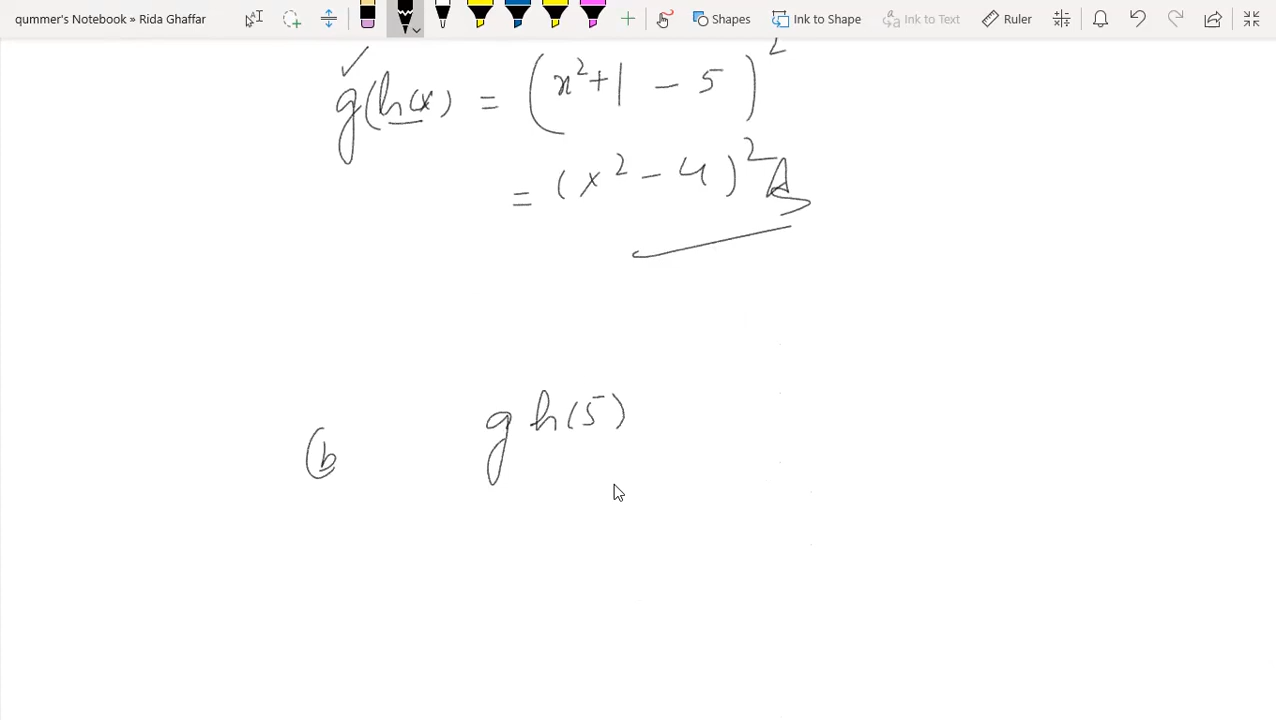 qummer's Notebook » Rida Ghaffar Shapes Ink to Shape Ink to Text Ruler
g(h(x) = (x²+1 - 5)²
= (x² - 4)²
(b gh(5)